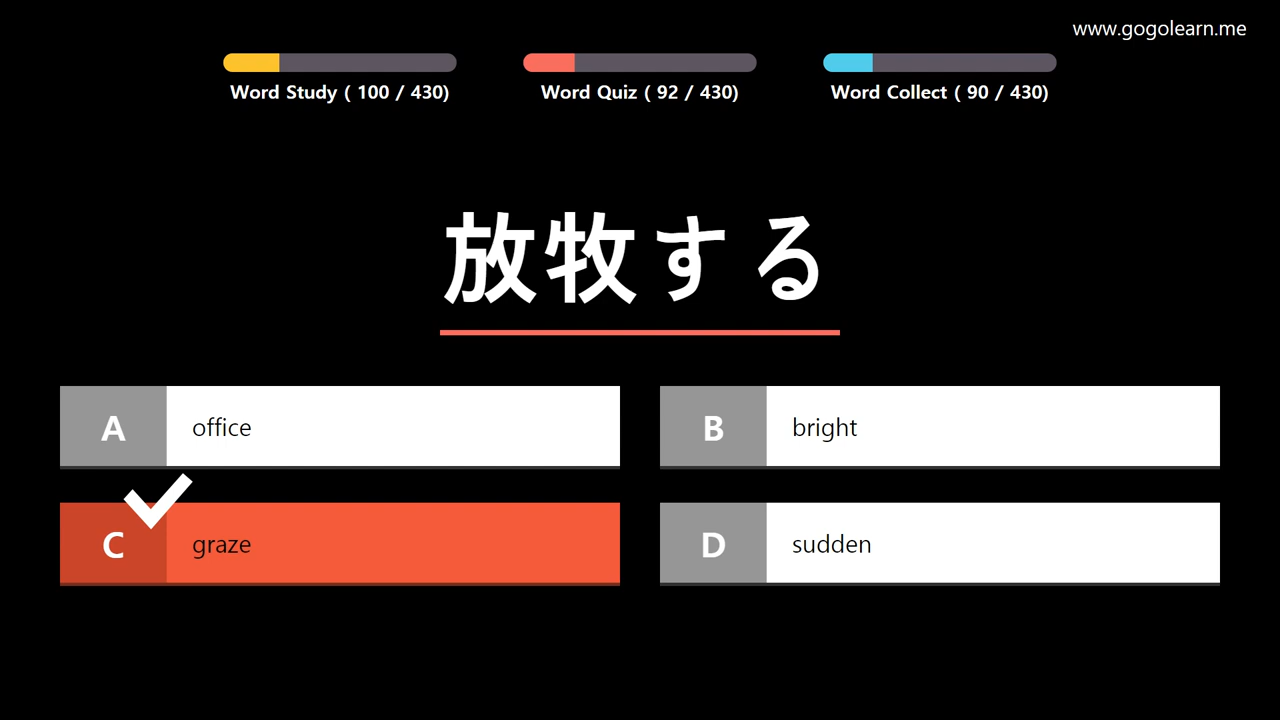 www.gogolearn.me
Word Study ( 100 / 430)
Word Quiz ( 92 / 430)
Word Collect ( 90 / 430)
放牧する
A office
B bright
C graze
D sudden